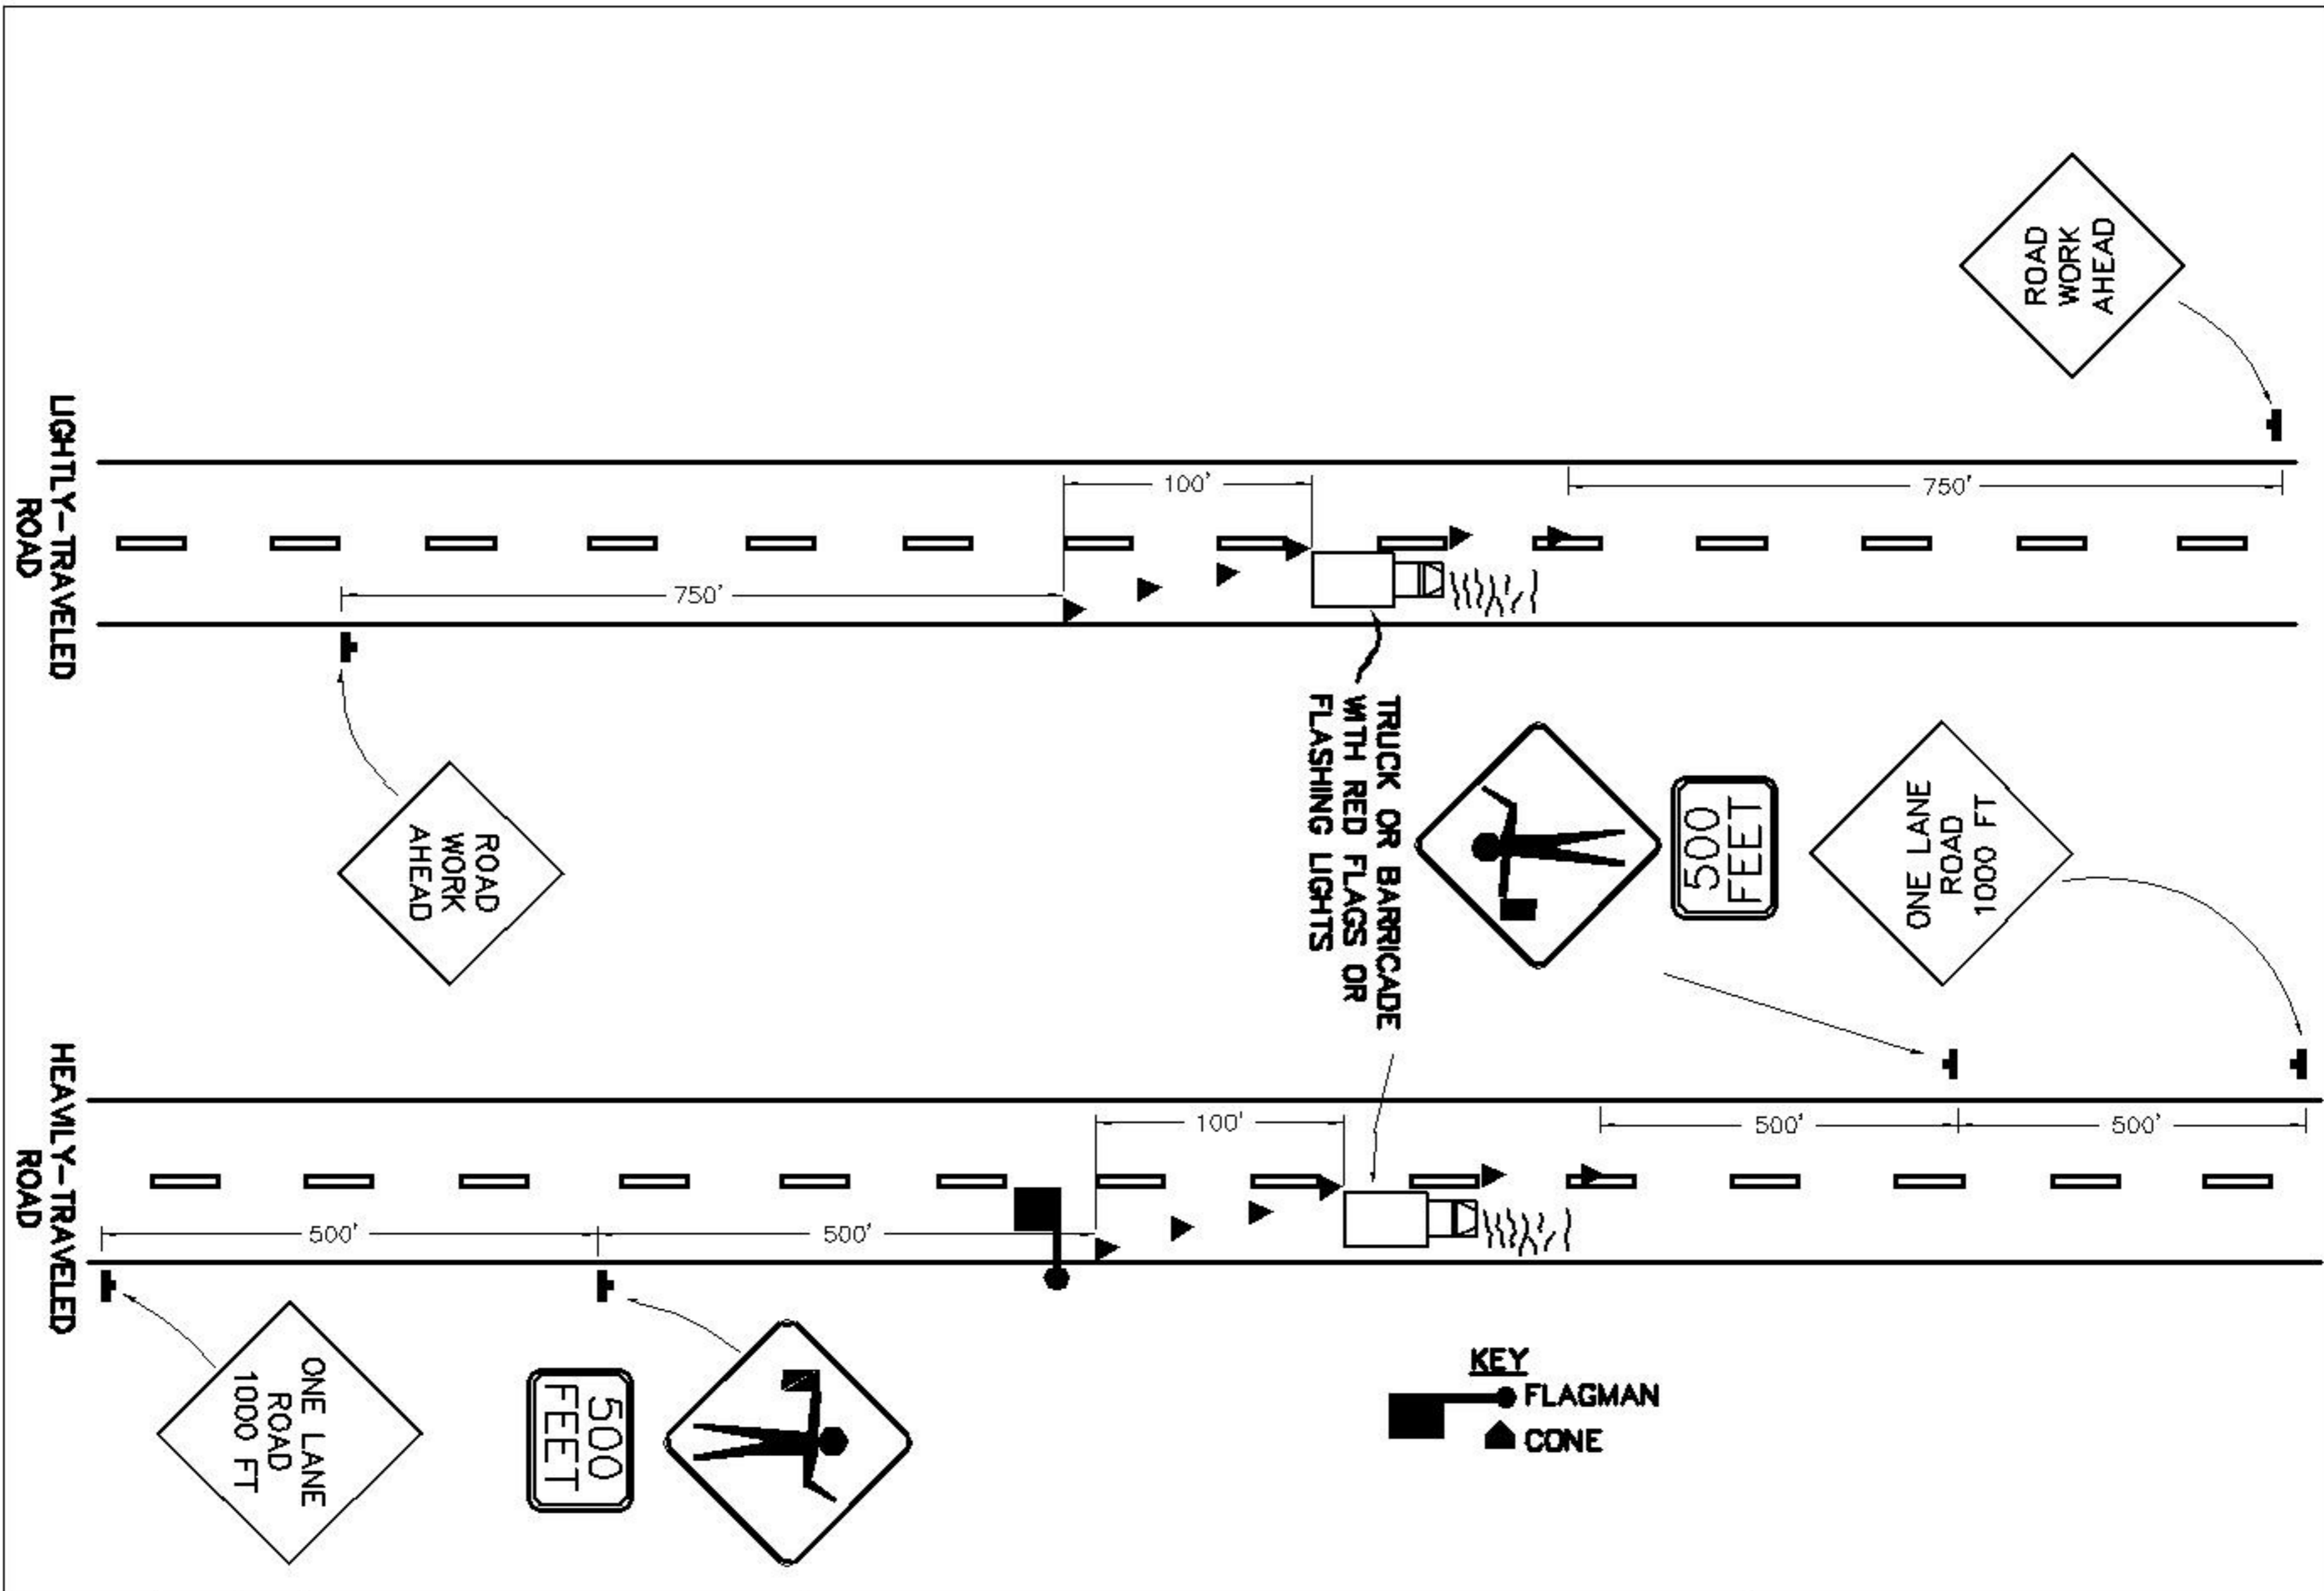 ROAD
WORK
AHEAD
LIGHTLY-TRAVELED
ROAD
100'
750'
750'
ROAD
WORK
AHEAD
TRUCK OR BARRICADE
WITH RED FLAGS OR
FLASHING LIGHTS
500
FEET
ONE LANE
ROAD
1000 FT
HEAVILY-TRAVELED
ROAD
100'
500'
500'
500'
500'
ONE LANE
ROAD
1000 FT
500
FEET
KEY
FLAGMAN
CONE